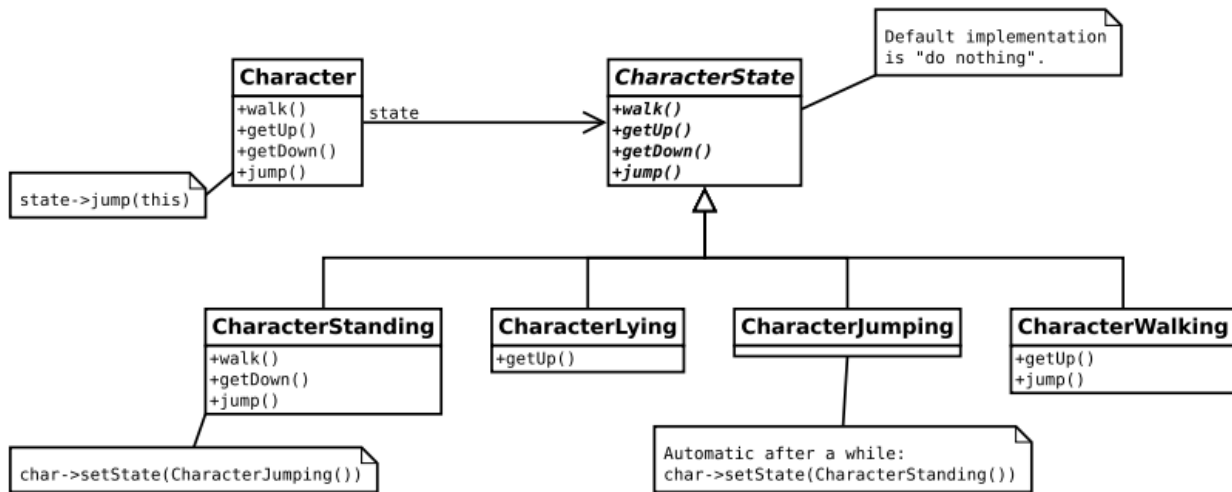 Default implementation
is "do nothing".
Character
+walk()
+getUp()
+getDown()
+jump()
state
CharacterState
+walk()
+getUp()
+getDown()
+jump()
state->jump(this)
CharacterStanding
+walk()
+getDown()
+jump()
CharacterLying
+getUp()
CharacterJumping
CharacterWalking
+getUp()
+jump()
char->setState(CharacterJumping())
Automatic after a while:
char->setState(CharacterStanding())